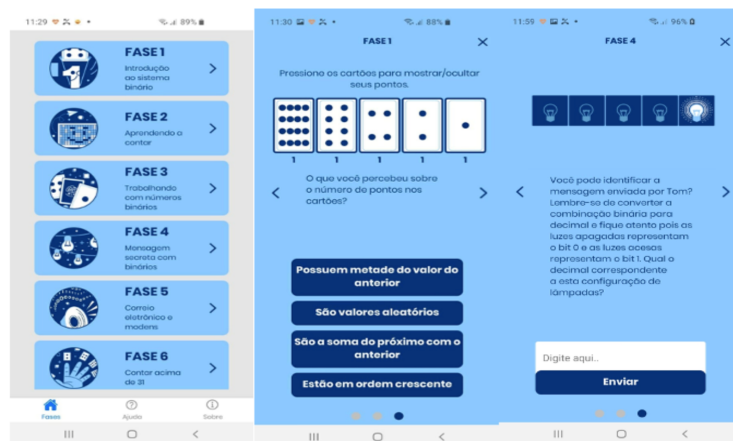 11:29
89%
FASE 1
Introdução
ao sistema
binário
FASE 2
Aprendendo a
contar
FASE 3
Trabalhando
com números
binários
FASE 4
Mensagem
secreta com
binários
FASE 5
Correio
eletrônico e
modens
FASE 6
Contar acima
de 31
Fases
Ajuda
Sobre
11:30
88%
FASE 1
Pressione os cartões para mostrar/ocultar
seus pontos.
1 1 1 1 1
O que você percebeu sobre
o número de pontos nos
cartões?
Possuem metade do valor do
anterior
São valores aleatórios
São a soma do próximo com o
anterior
Estão em ordem crescente
11:59
96%
FASE 4
Você pode identificar a
mensagem enviada por Tom?
Lembre-se de converter a
combinação binária para
decimal e fique atento pois as
luzes apagadas representam
o bit 0 e as luzes acesas
representam o bit 1. Qual o
decimal correspondente
a esta configuração de
lâmpadas?
Digite aqui..
Enviar